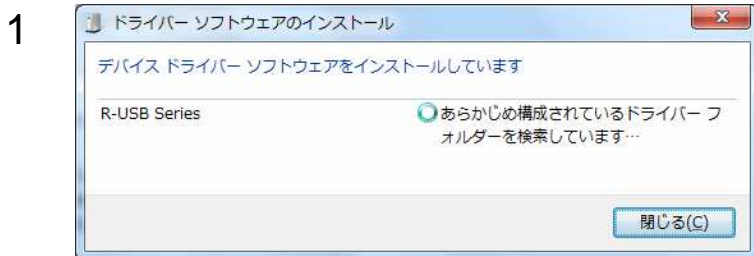 1
ドライバー ソフトウェアのインストール
デバイス ドライバー ソフトウェアをインストールしています
R-USB Series
あらかじめ構成されているドライバー フ
ォルダーを検索しています…
閉じる(C)